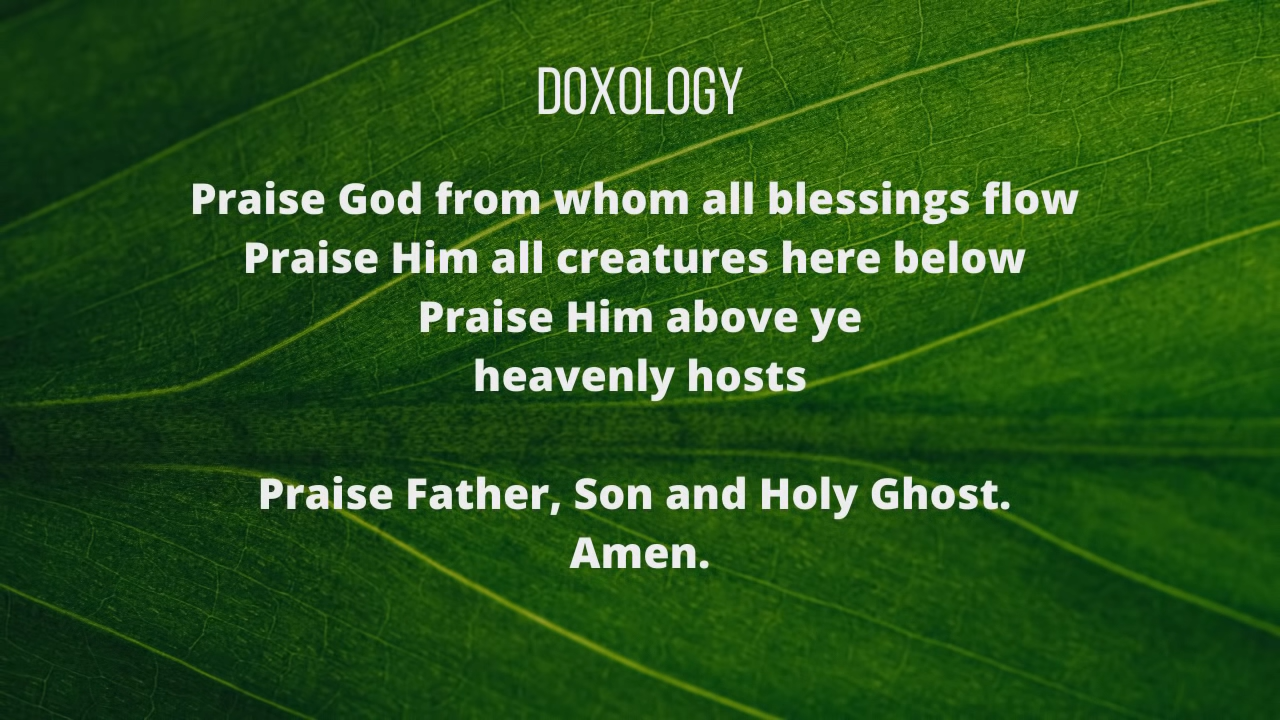 DOXOLOGY
Praise God from whom all blessings flow
Praise Him all creatures here below
Praise Him above ye
heavenly hosts
Praise Father, Son and Holy Ghost.
Amen.